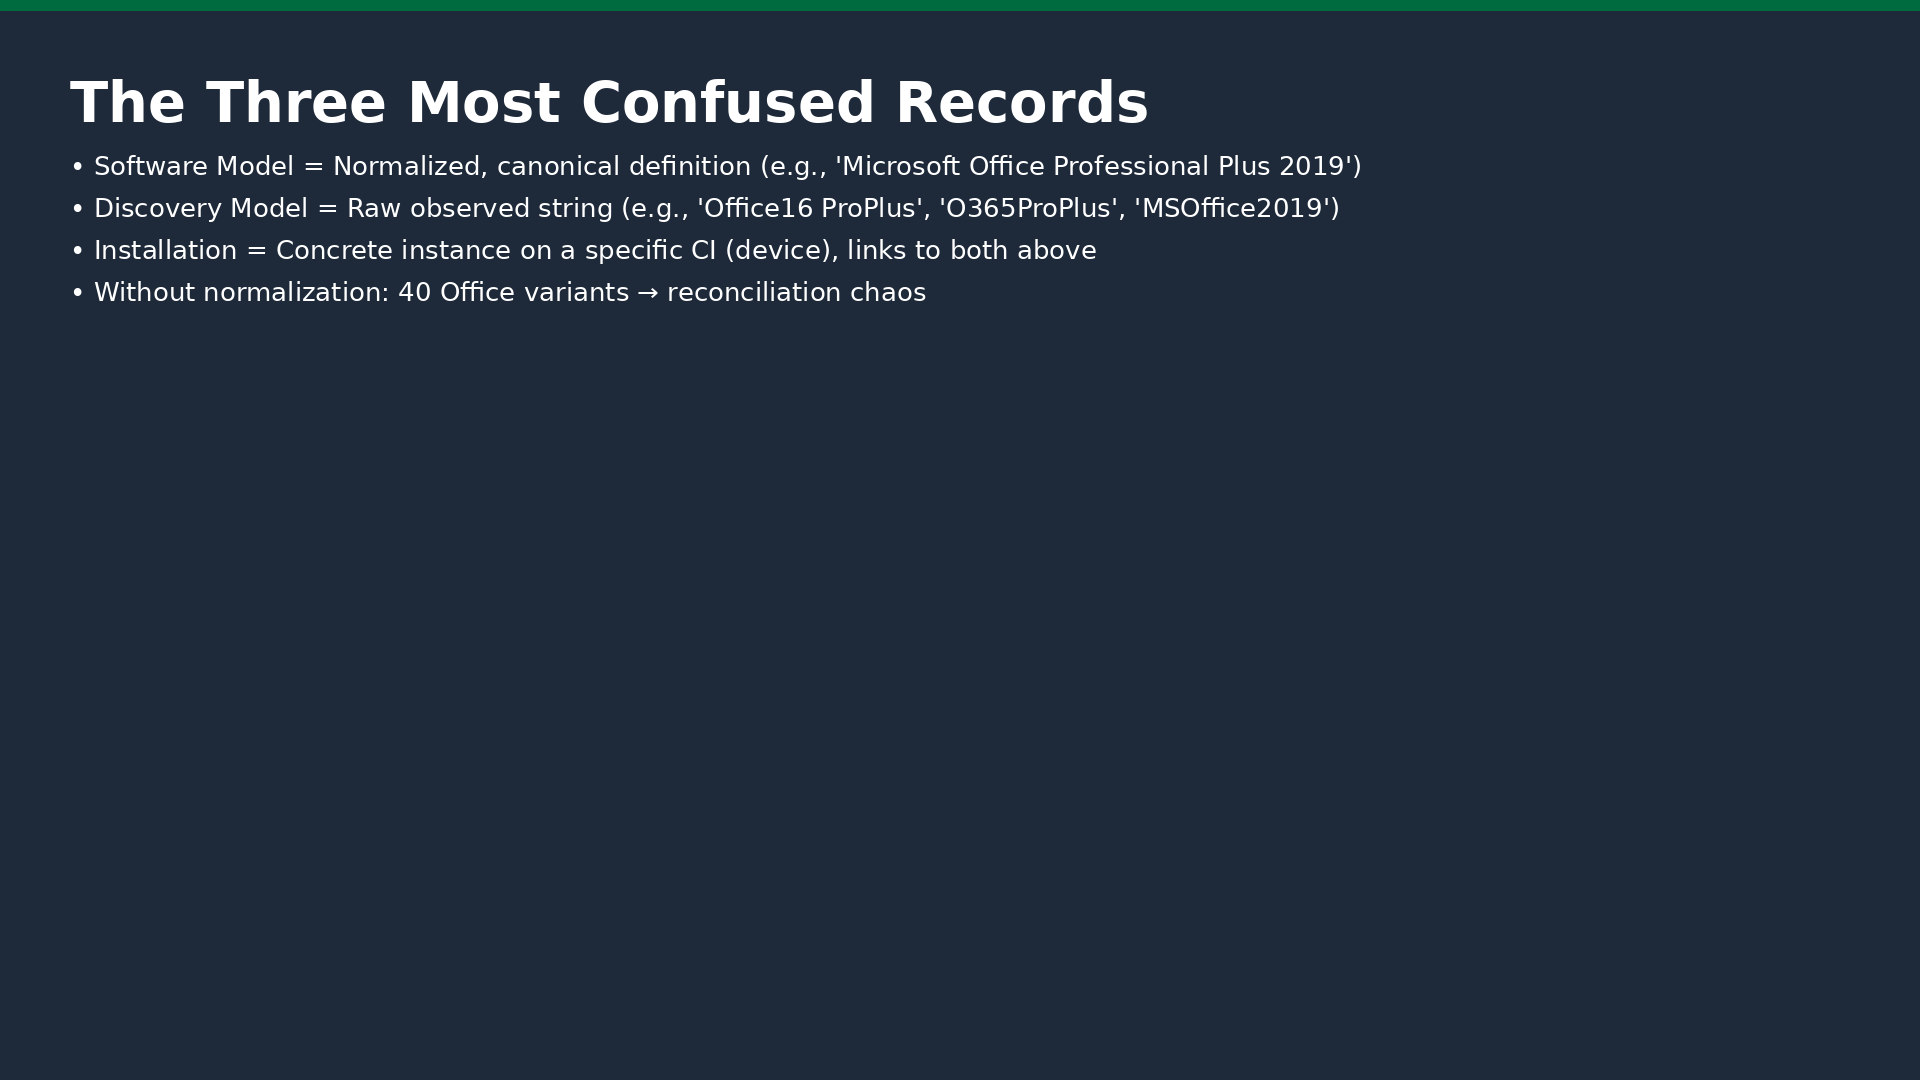 The Three Most Confused Records
• Software Model = Normalized, canonical definition (e.g., 'Microsoft Office Professional Plus 2019')
• Discovery Model = Raw observed string (e.g., 'Office16 ProPlus', 'O365ProPlus', 'MSOffice2019')
• Installation = Concrete instance on a specific CI (device), links to both above
• Without normalization: 40 Office variants → reconciliation chaos